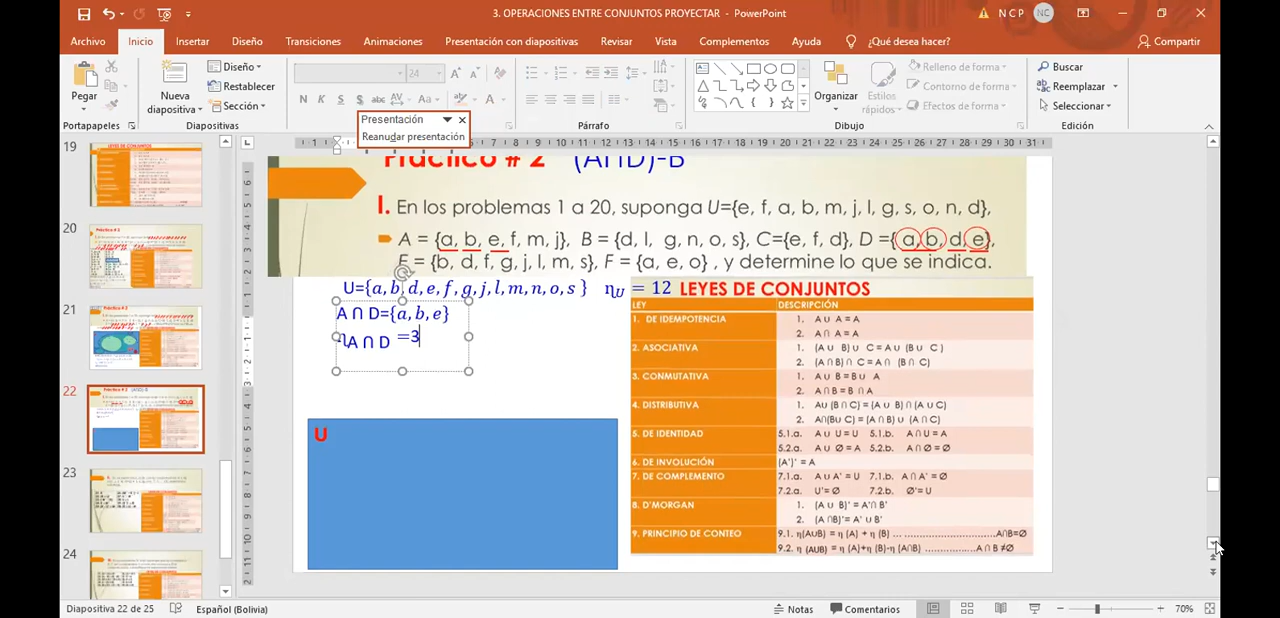 3. OPERACIONES ENTRE CONJUNTOS PROYECTAR - PowerPoint
N C P NC
Archivo Inicio Insertar Diseño Transiciones Animaciones Presentación con diapositivas Revisar Vista Complementos Ayuda ¿Qué desea hacer? Compartir
Pegar
Nueva diapositiva
Diseño
Restablecer
Sección
24
N K S S abc AV Aa A
Organizar
Estilos rápidos
Relleno de forma
Contorno de forma
Efectos de forma
Buscar
Reemplazar
Seleccionar
Portapapeles Diapositivas Párrafo Dibujo Edición
Presentación
Reanudar presentación
19
20
21
22
23
24
Práctico # 2 (A∩D)-B
I. En los problemas 1 a 20, suponga U={e, f, a, b, m, j, l, g, s, o, n, d},
A = {a, b, e, f, m, j}, B = {d, l, g, n, o, s}, C={e, f, d}, D ={ a, b, d, e},
E = {b, d, f, g, j, l, m, s}, F = {a, e, o} , y determine lo que se indica.
U={a, b, d, e, f, g, j, l, m, n, o, s } ηU = 12
A ∩ D={a, b, e}
ηA ∩ D =3
U
LEYES DE CONJUNTOS
LEY DESCRIPCIÓN
1. DE IDEMPOTENCIA 1. A ∪ A = A
2. A ∩ A = A
2. ASOCIATIVA 1. (A ∪ B) ∪ C = A ∪ (B ∪ C )
2. (A ∩ B) ∩ C = A ∩ (B ∩ C)
3. CONMUTATIVA 1. A ∪ B = B ∪ A
2. A ∩ B = B ∩ A
4. DISTRIBUTIVA 1. A∪ (B ∩ C) = (A ∪ B) ∩ (A ∪ C)
2. A∩(B∪ C) = (A ∩ B) ∪ (A ∩ C)
5. DE IDENTIDAD 5.1.a. A ∪ U = U 5.1.b. A ∩ U = A
5.2.a. A ∪ Ø = A 5.2.b. A ∩ Ø = Ø
6. DE INVOLUCIÓN (A')' = A
7. DE COMPLEMENTO 7.1.a. A ∪ A' = U 7.1.b. A ∩ A' = Ø
7.2.a. U'= Ø 7.2.b. Ø'= U
8. D'MORGAN 1. (A ∪ B)' = A'∩ B'
2. (A ∩B)'= A' ∪ B'
9. PRINCIPIO DE CONTEO 9.1. η(A∪B) = η (A) + η (B) ... ............................A∩B=Ø
9.2. η (A∪B) = η (A)+η (B)-η (A∩B) .......................A ∩ B ≠Ø
Diapositiva 22 de 25 Español (Bolivia) Notas Comentarios 70%